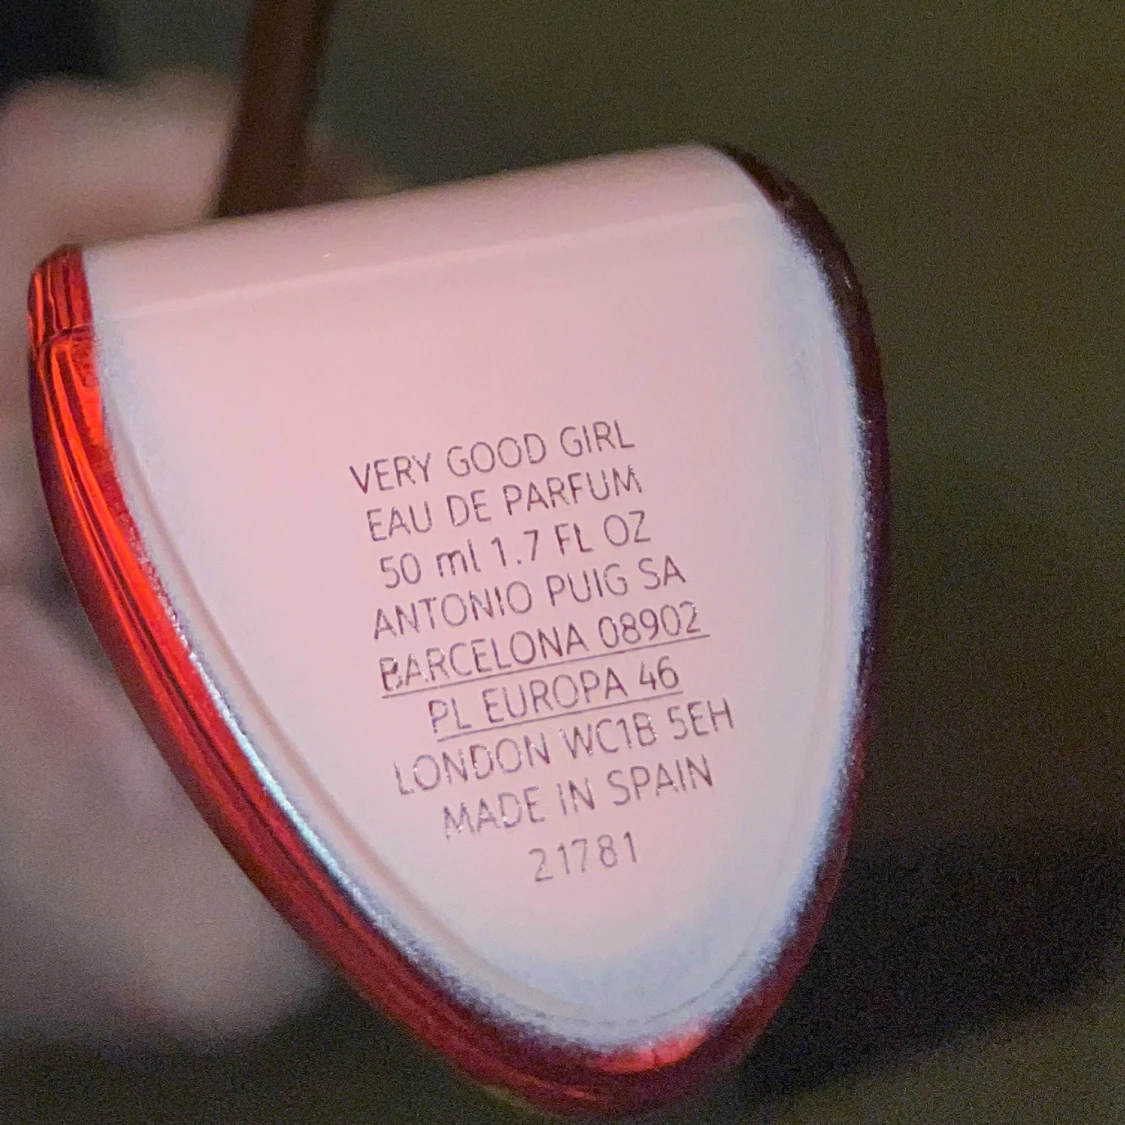 VERY GOOD GIRL
EAU DE PARFUM
50 ml 1.7 FL OZ
ANTONIO PUIG SA
BARCELONA 08902
PL EUROPA 46
LONDON WC1B 5EH
MADE IN SPAIN
21781